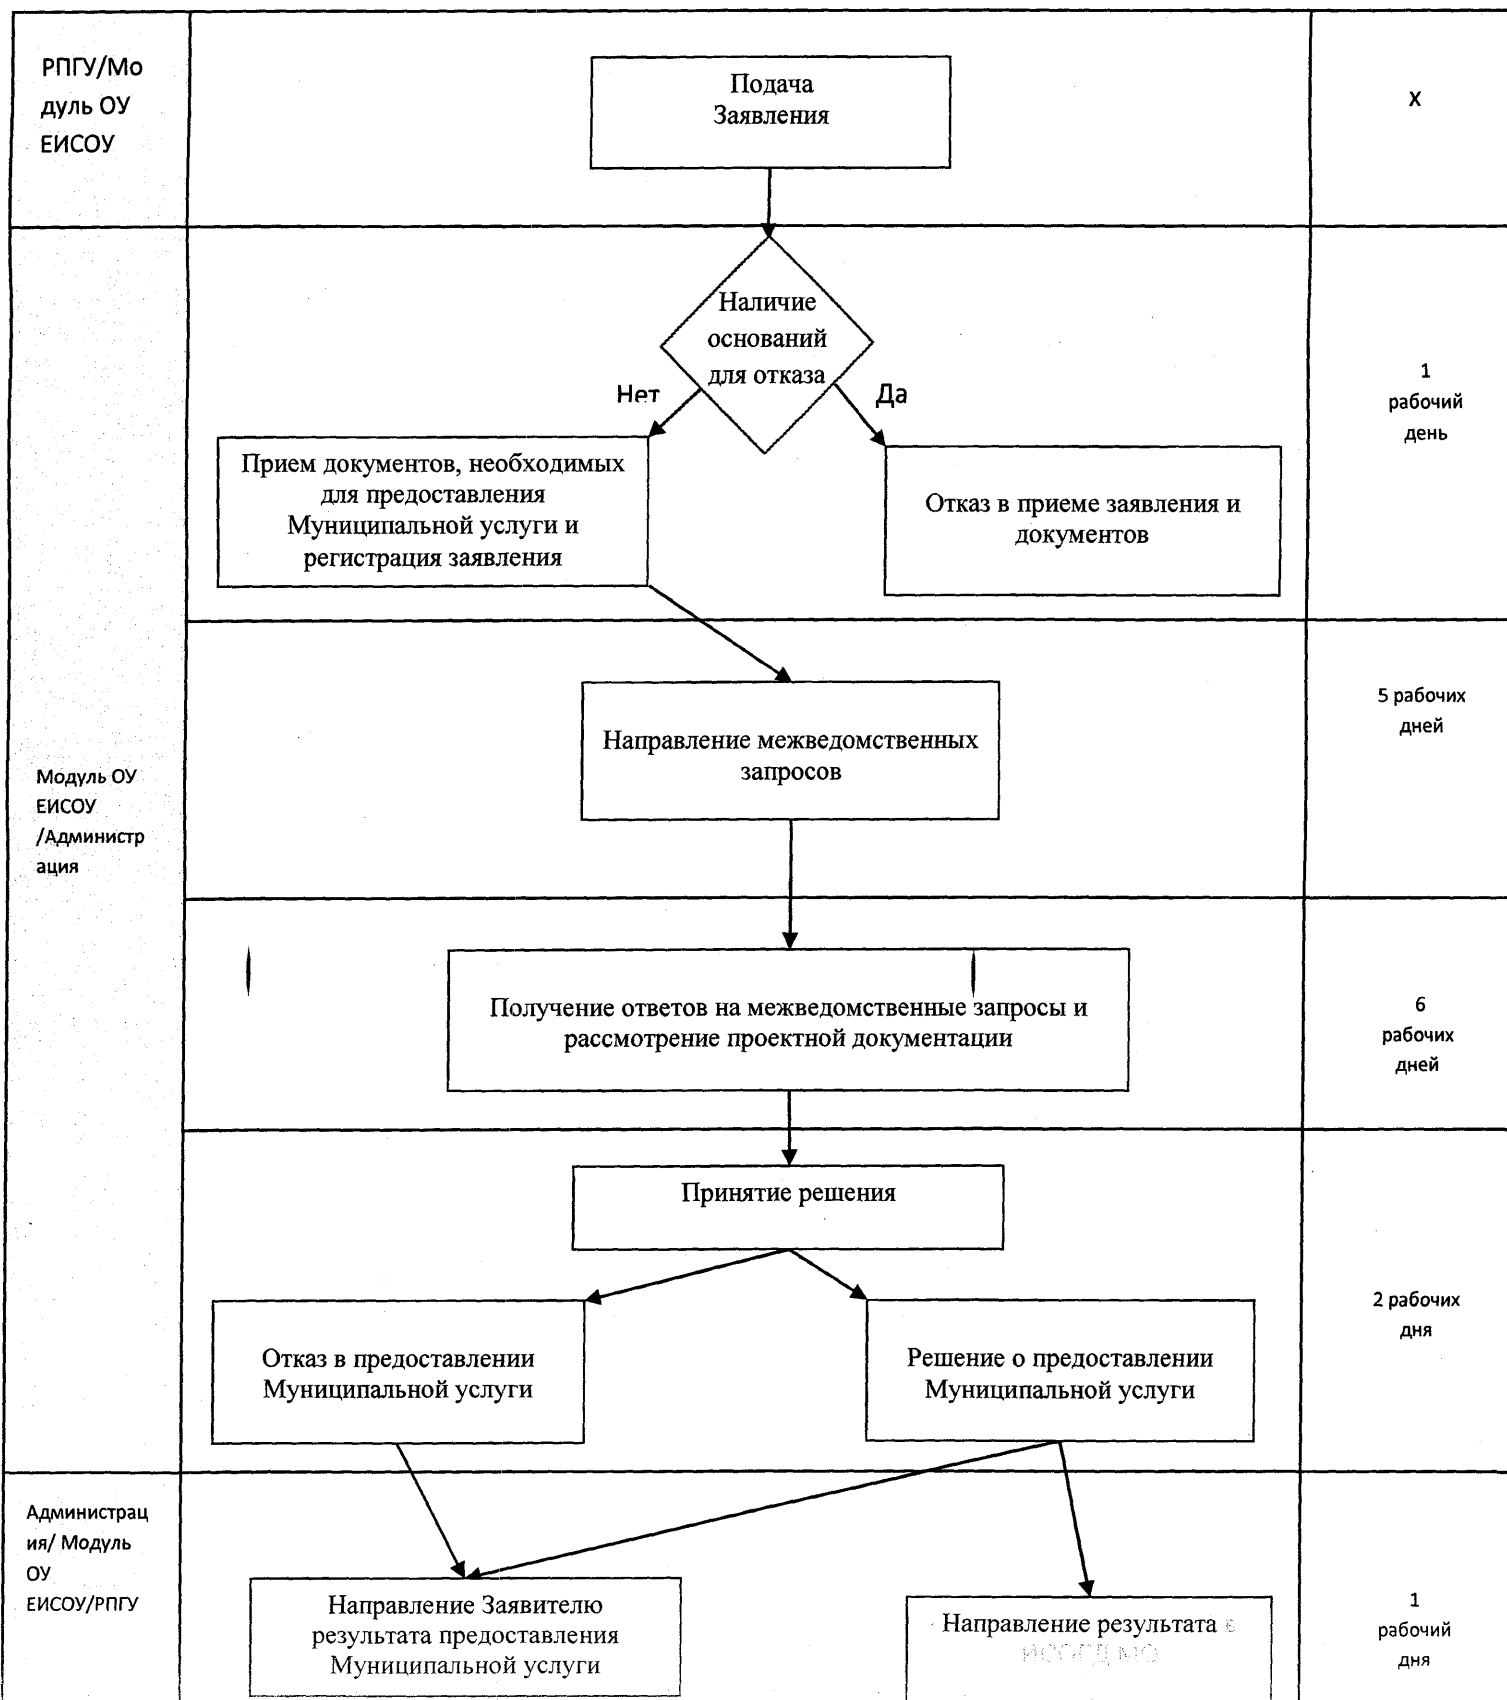 РПГУ/Мо
дуль ОУ
ЕИСОУ
Подача
Заявления
Х
Наличие
оснований
для отказа
Нет
Да
1
рабочий
день
Прием документов, необходимых
для предоставления
Муниципальной услуги и
регистрация заявления
Отказ в приеме заявления и
документов
Модуль ОУ
ЕИСОУ
/Администр
ация
Направление межведомственных
запросов
5 рабочих
дней
Получение ответов на межведомственные запросы и
рассмотрение проектной документации
6
рабочих
дней
Принятие решения
Отказ в предоставлении
Муниципальной услуги
Решение о предоставлении
Муниципальной услуги
2 рабочих
дня
Администрац
ия/ Модуль
ОУ
ЕИСОУ/РПГУ
Направление Заявителю
результата предоставления
Муниципальной услуги
Направление результата в
ИСОГД МО
1
рабочий
дня